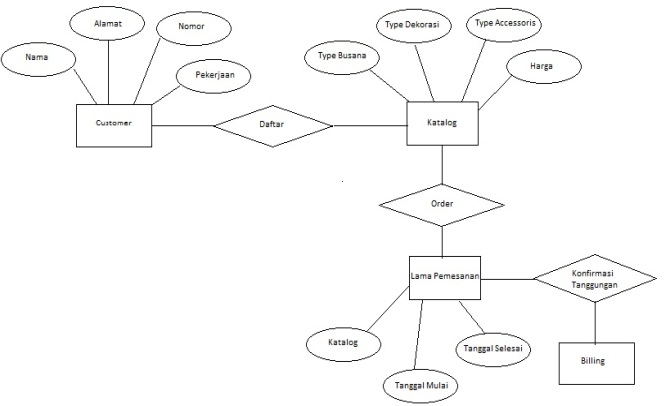 Alamat
Nomor
Nama
Pekerjaan
Customer
Daftar
Type Dekorasi
Type Accessoris
Type Busana
Harga
Katalog
Order
Lama Pemesanan
Konfirmasi
Tanggungan
Katalog
Tanggal Selesai
Tanggal Mulai
Billing